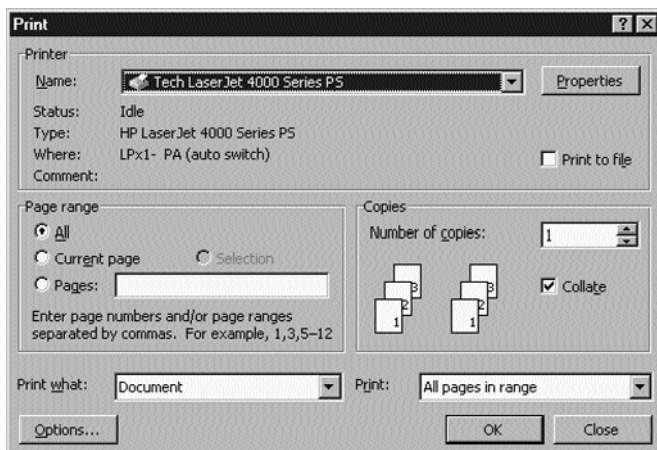 Print
Printer
Name: Tech LaserJet 4000 Series PS Properties
Status: Idle
Type: HP LaserJet 4000 Series PS
Where: LPx1- PA (auto switch)
Print to file
Comment:
Page range
All
Current page Selection
Pages:
Enter page numbers and/or page ranges
separated by commas. For example, 1,3,5–12
Copies
Number of copies: 1
3 3
2 2
1 1
Collate
Print what: Document Print: All pages in range
Options... OK Close